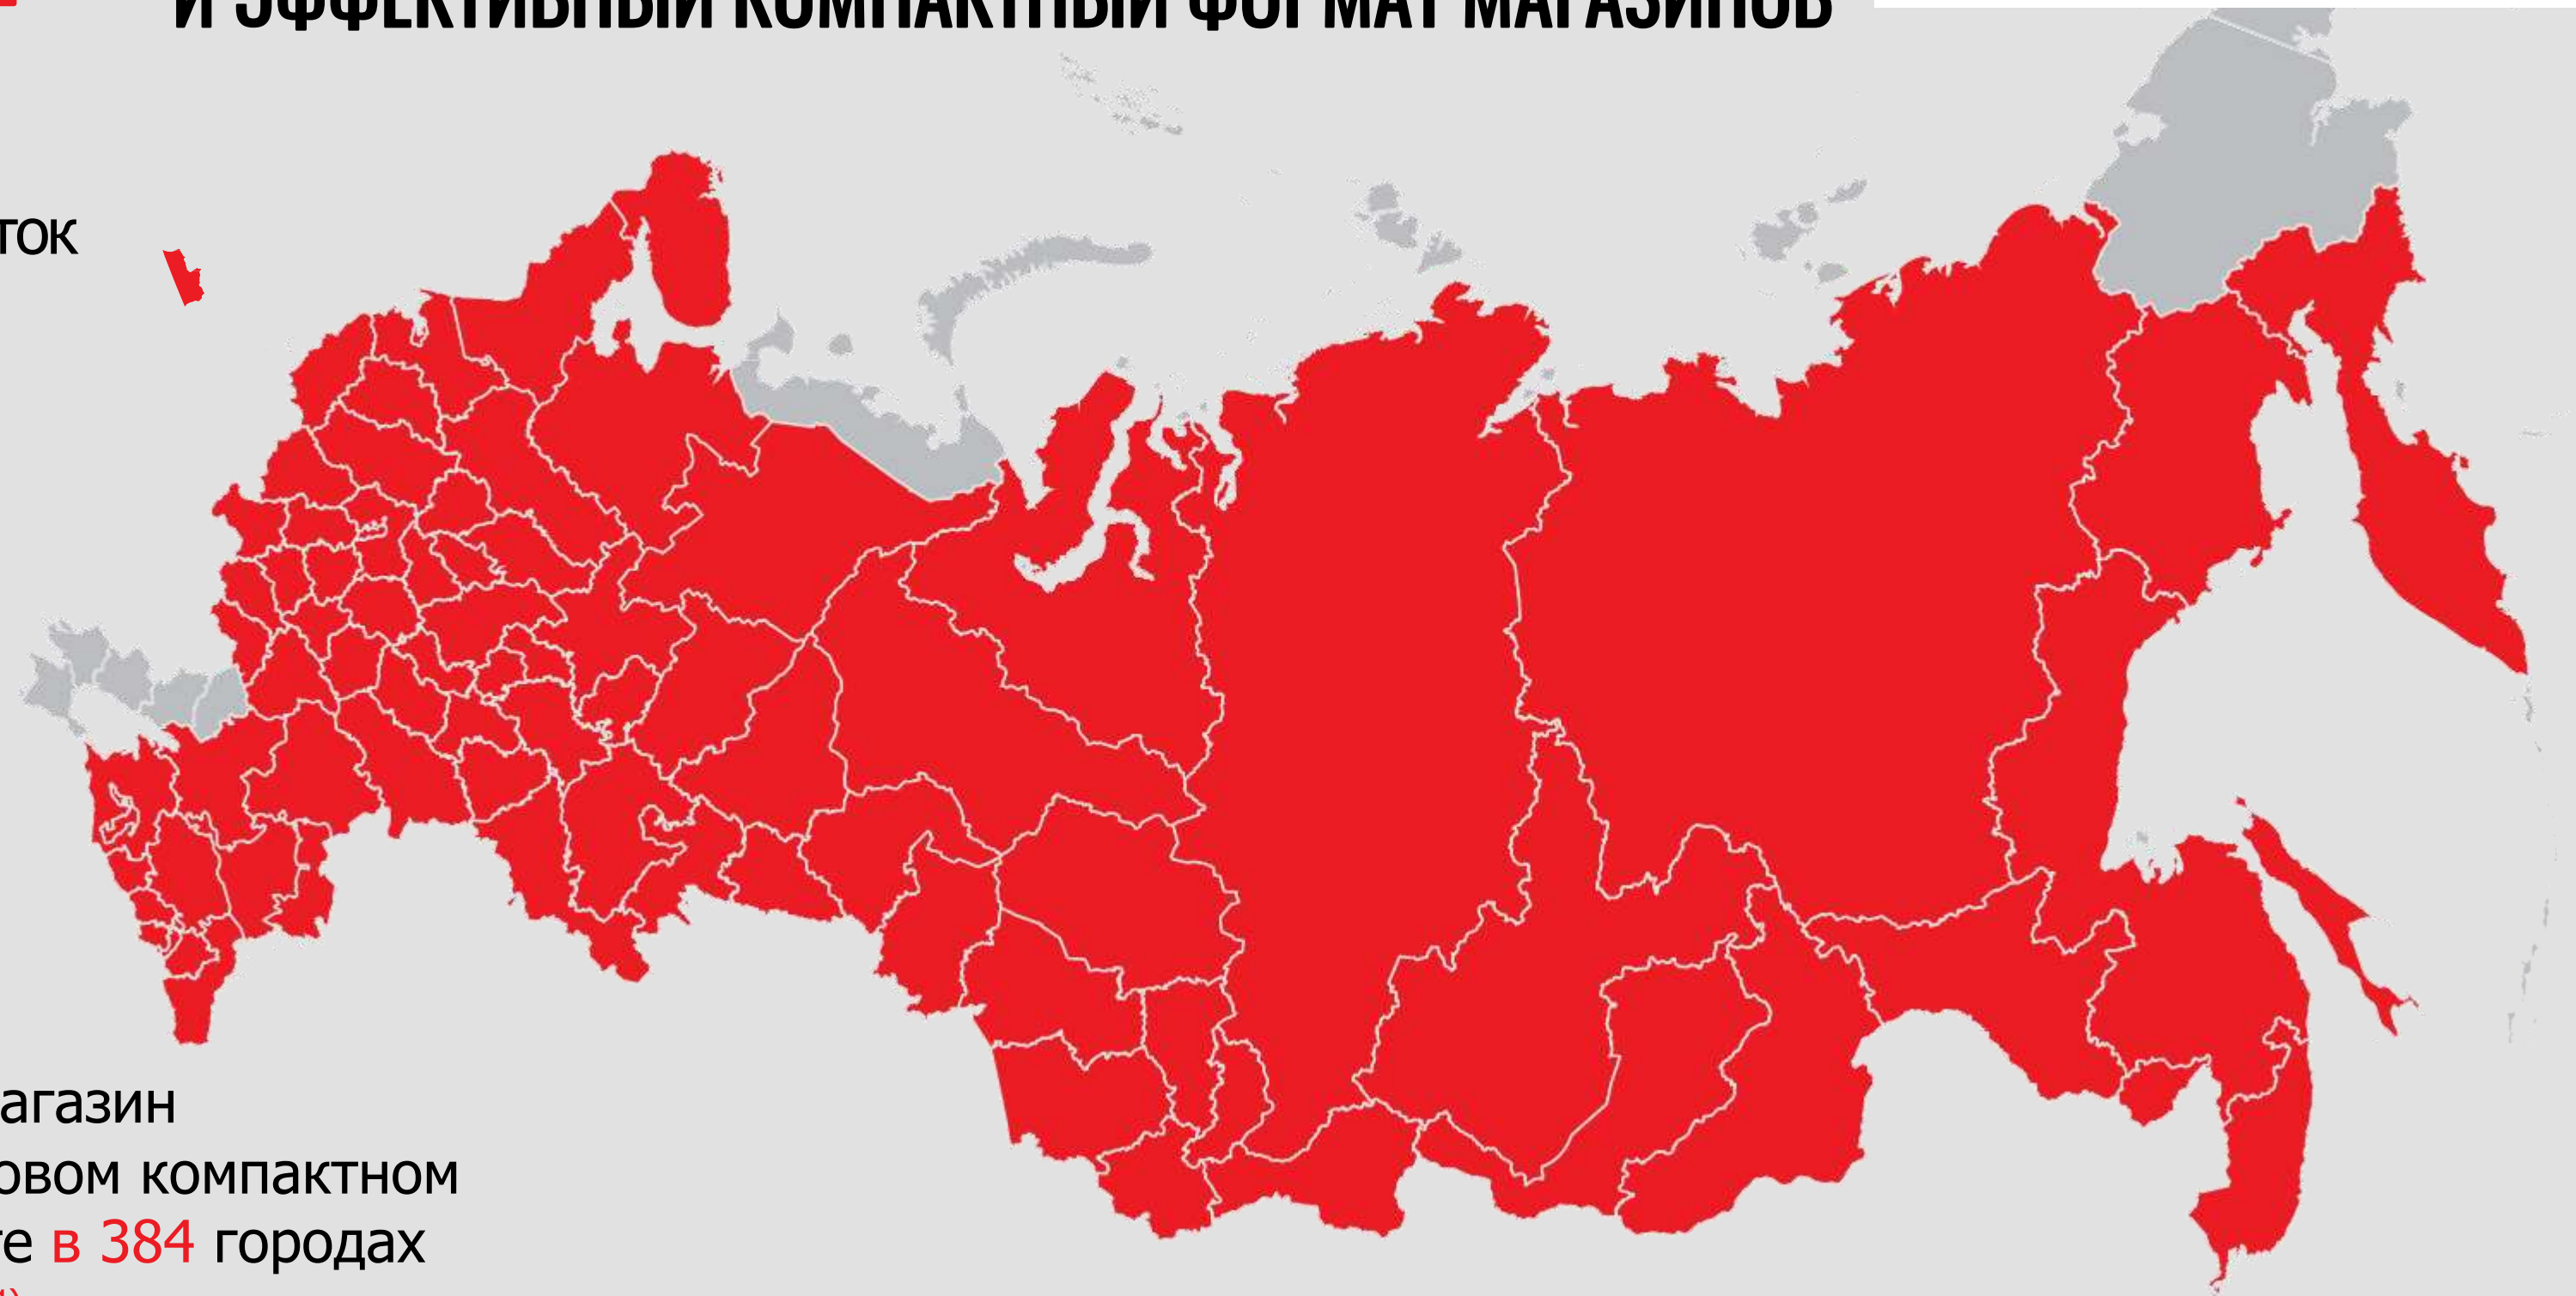 И ЭФФЕКТИВНЫЙ КОМПАКТНЫЙ ФОРМАТ МАГАЗИНОВ
ток
агазин
овом компактном
те в 384 городах